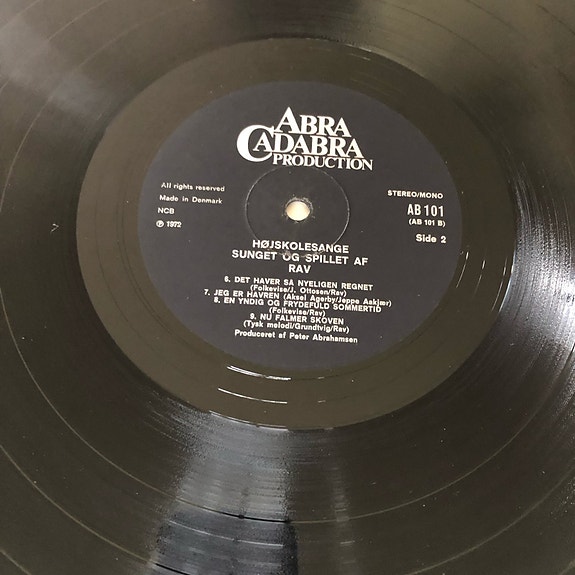 ABRA
CADABRA
PRODUCTION
All rights reserved
Made in Denmark
NCB
℗ 1972
STEREO/MONO
AB 101
(AB 101 B)
Side 2
HØJSKOLESANGE
SUNGET OG SPILLET AF
RAV
6. DET HAVER SÅ NYELIGEN REGNET
(Folkevise/J. Ottosen/Rav)
7. JEG ER HAVREN (Aksel Agerby/Jeppe Aakjær)
8. EN YNDIG OG FRYDEFULD SOMMERTID
(Folkevise/Rav)
9. NU FALMER SKOVEN
(Tysk melodi/Grundtvig/Rav)
Produceret af Peter Abrahamsen